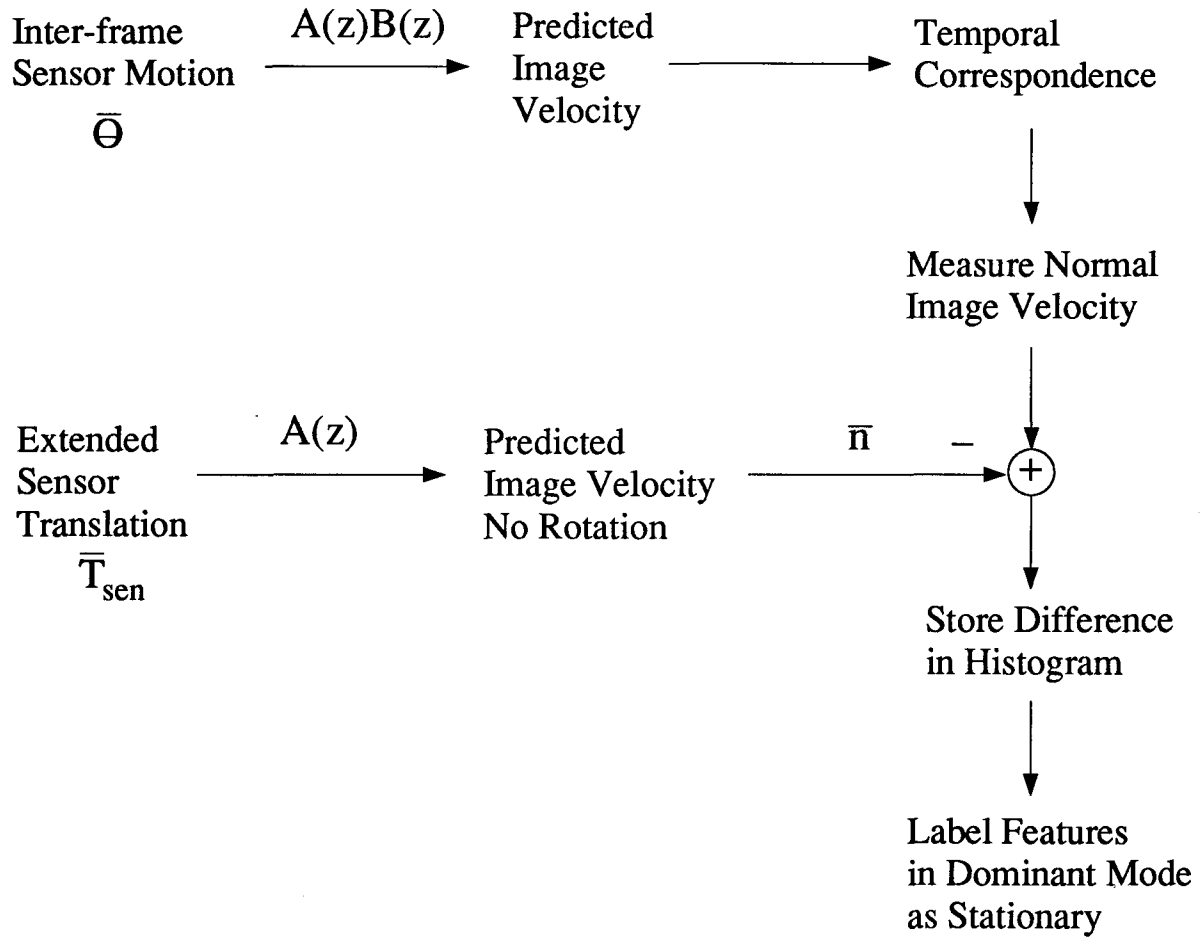 Inter-frame
Sensor Motion
Θ̅
A(z)B(z)
Predicted
Image
Velocity
Temporal
Correspondence
Measure Normal
Image Velocity
Extended
Sensor
Translation
T̅sen
A(z)
Predicted
Image Velocity
No Rotation
n̅
−
+
Store Difference
in Histogram
Label Features
in Dominant Mode
as Stationary